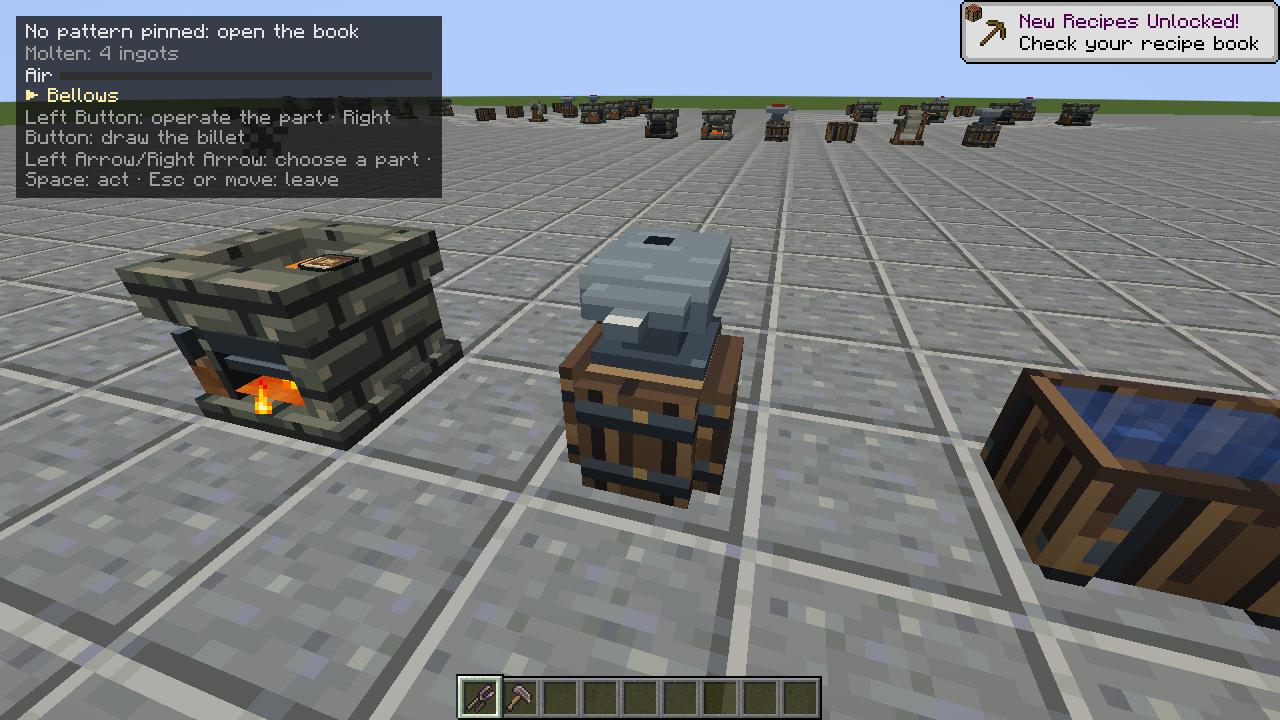 No pattern pinned: open the book
Molten: 4 ingots
Air
▶ Bellows
Left Button: operate the part · Right
Button: draw the billet
Left Arrow/Right Arrow: choose a part ·
Space: act · Esc or move: leave
New Recipes Unlocked!
Check your recipe book